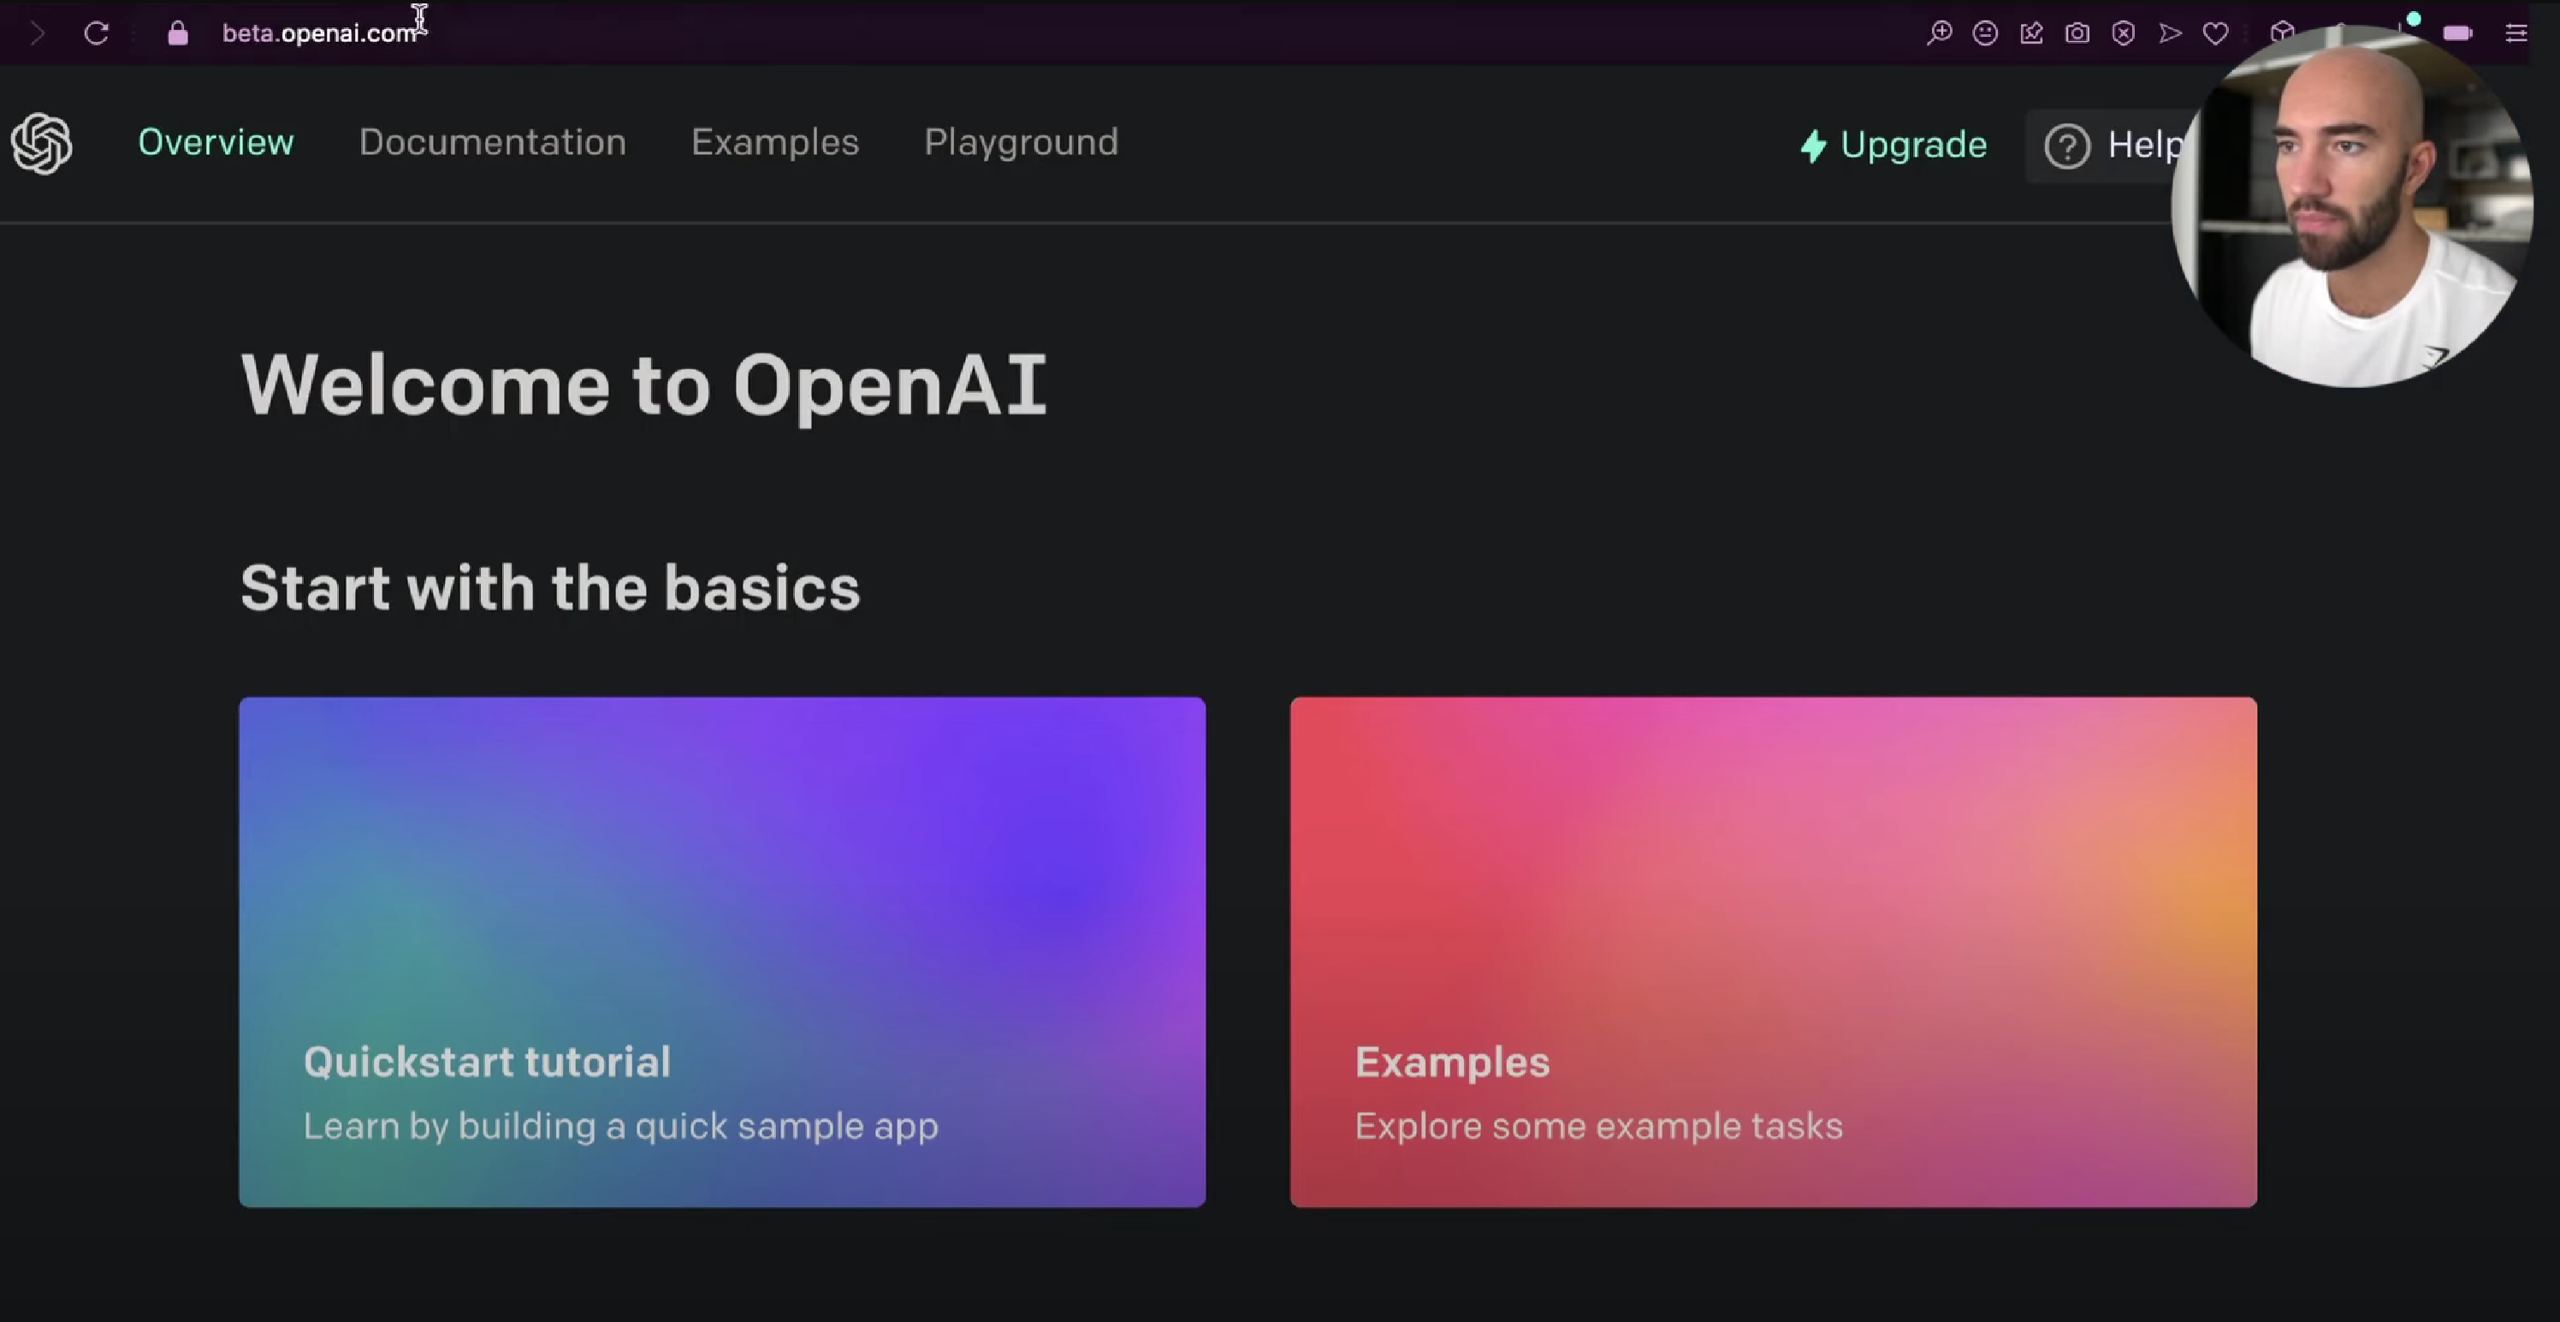 beta.openai.com
Overview Documentation Examples Playground Upgrade Help
Welcome to OpenAI
Start with the basics
Quickstart tutorial
Learn by building a quick sample app
Examples
Explore some example tasks